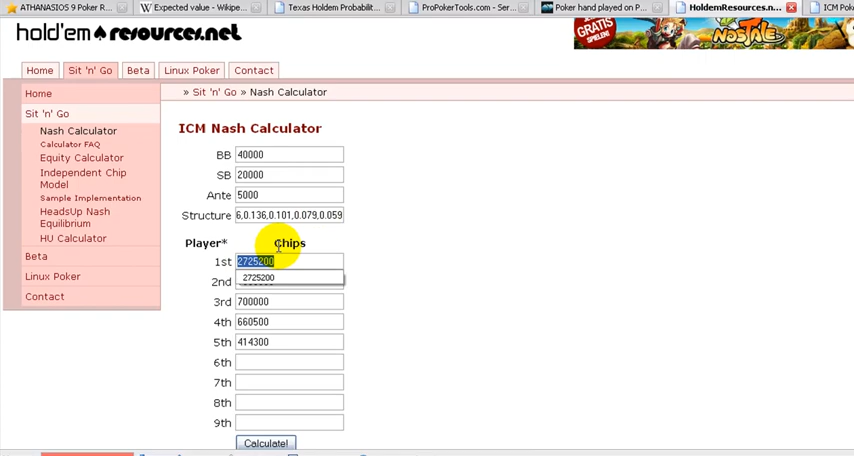 ATHANASIOS 9 Poker R... Expected value - Wikipe... Texas Holdem Probabilit... ProPokerTools.com - Ser... Poker hand played on P... HoldemResources.n... ICM Pok
hold'em resources.net
GRATIS
SPIELEN!
NOSTALE
Home Sit 'n' Go Beta Linux Poker Contact
Home
Sit 'n' Go
Nash Calculator
Calculator FAQ
Equity Calculator
Independent Chip
Model
Sample Implementation
HeadsUp Nash
Equilibrium
HU Calculator
Beta
Linux Poker
Contact
» Sit 'n' Go » Nash Calculator
ICM Nash Calculator
BB 40000
SB 20000
Ante 5000
Structure 6,0.136,0.101,0.079,0.059
Player* Chips
1st 2725200
2725200
2nd
3rd 700000
4th 660500
5th 414300
6th
7th
8th
9th
Calculate!